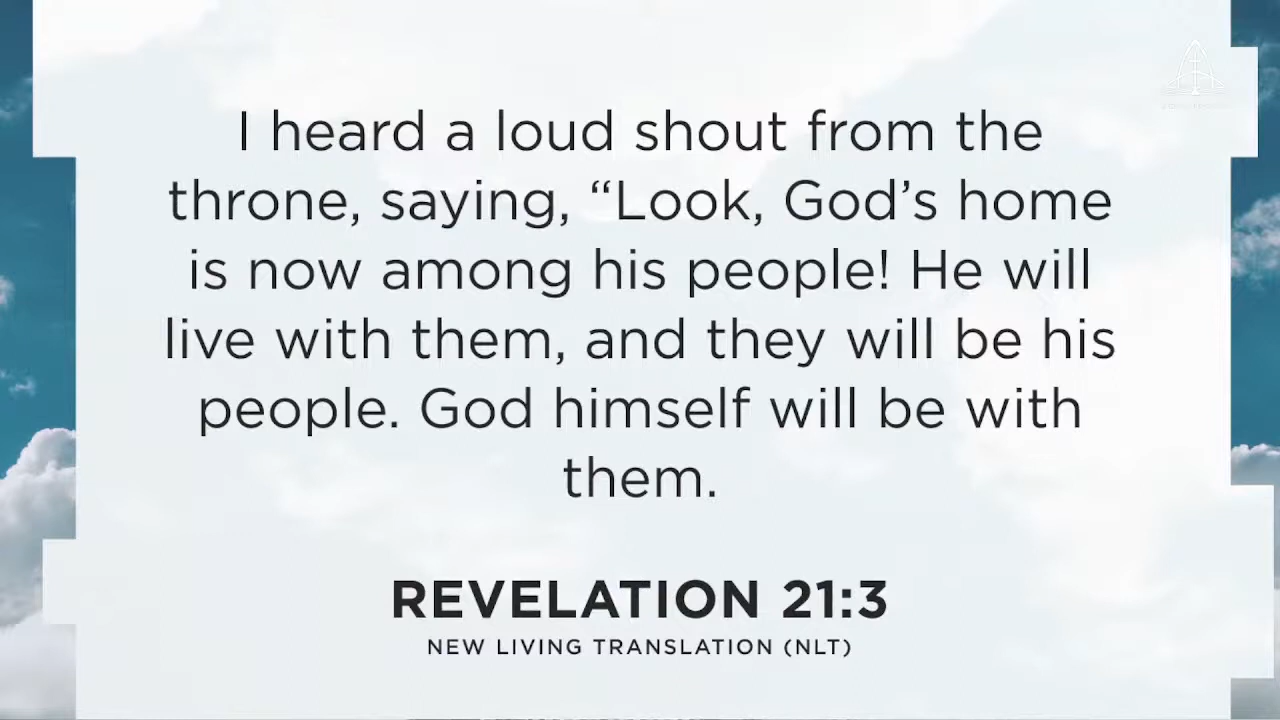 I heard a loud shout from the
throne, saying, “Look, God’s home
is now among his people! He will
live with them, and they will be his
people. God himself will be with
them.
REVELATION 21:3
NEW LIVING TRANSLATION (NLT)